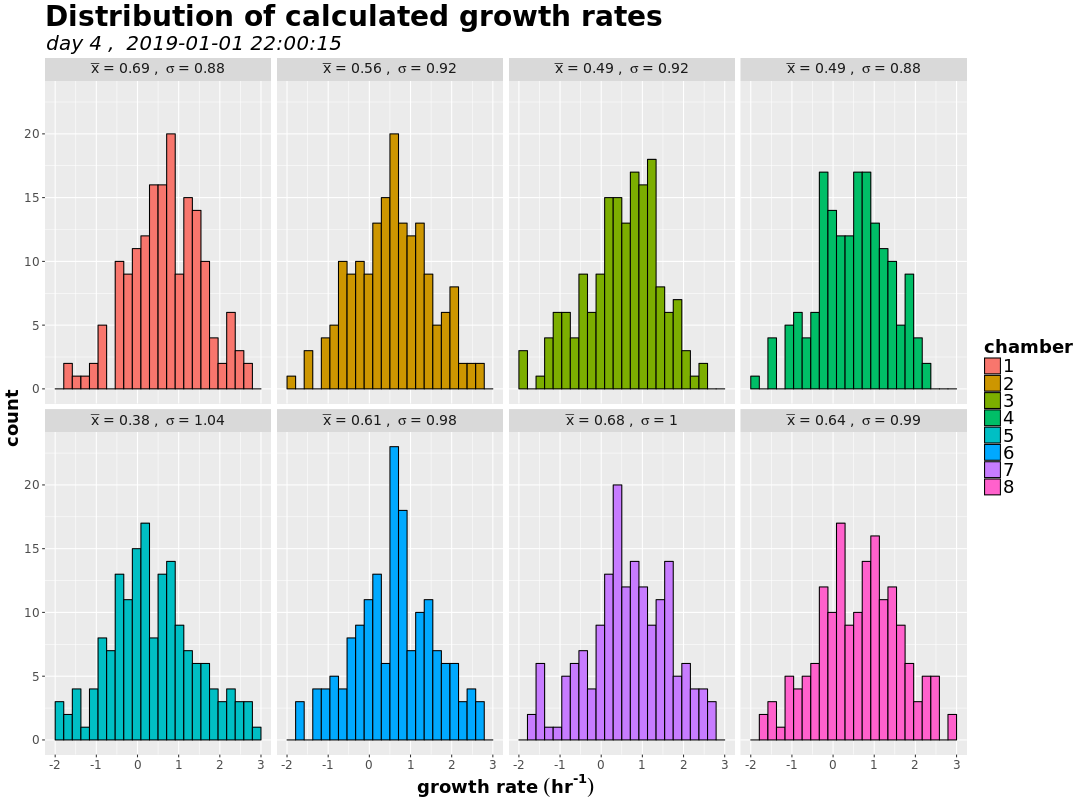 Distribution of calculated growth rates
day 4 ,  2019-01-01 22:00:15
x̅ = 0.69 ,  σ = 0.88
x̅ = 0.56 ,  σ = 0.92
x̅ = 0.49 ,  σ = 0.92
x̅ = 0.49 ,  σ = 0.88
20
15
10
5
0
x̅ = 0.38 ,  σ = 1.04
x̅ = 0.61 ,  σ = 0.98
x̅ = 0.68 ,  σ = 1
x̅ = 0.64 ,  σ = 0.99
20
15
10
5
0
-2 -1 0 1 2 3
-2 -1 0 1 2 3
-2 -1 0 1 2 3
-2 -1 0 1 2 3
count
growth rate (hr⁻¹)
chamber
1
2
3
4
5
6
7
8